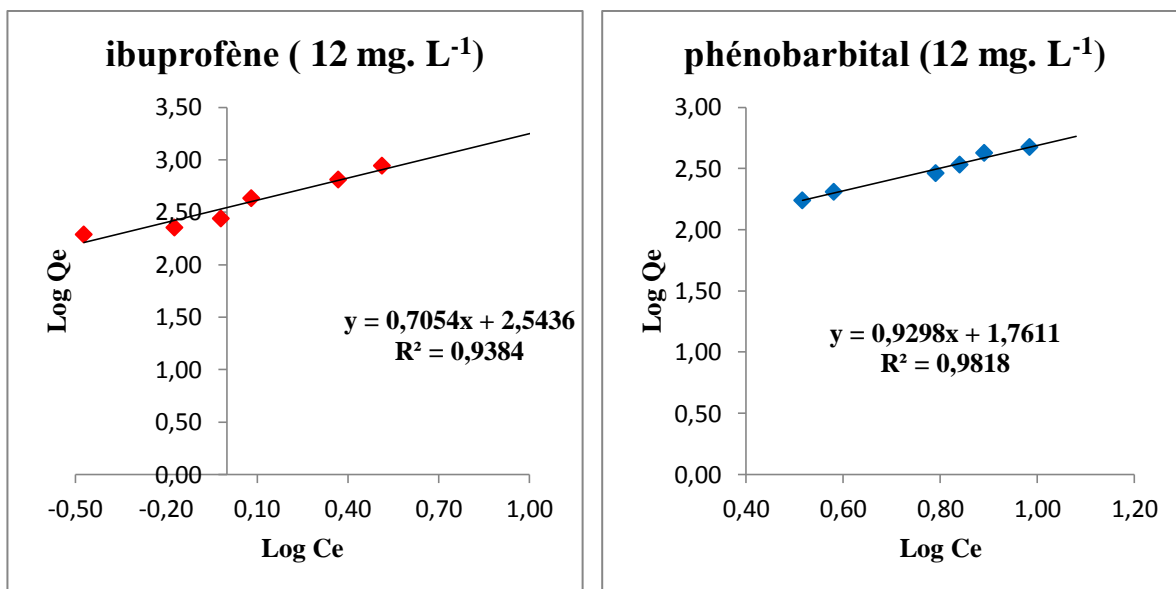 ibuprofène ( 12 mg. L-1)
3,50
3,00
2,50
2,00
1,50
1,00
0,50
0,00
Log Qe
y = 0,7054x + 2,5436
R² = 0,9384
-0,50 -0,20 0,10 0,40 0,70 1,00
Log Ce
phénobarbital (12 mg. L-1)
3,00
2,50
2,00
1,50
1,00
0,50
0,00
Log Qe
y = 0,9298x + 1,7611
R² = 0,9818
0,40 0,60 0,80 1,00 1,20
Log Ce